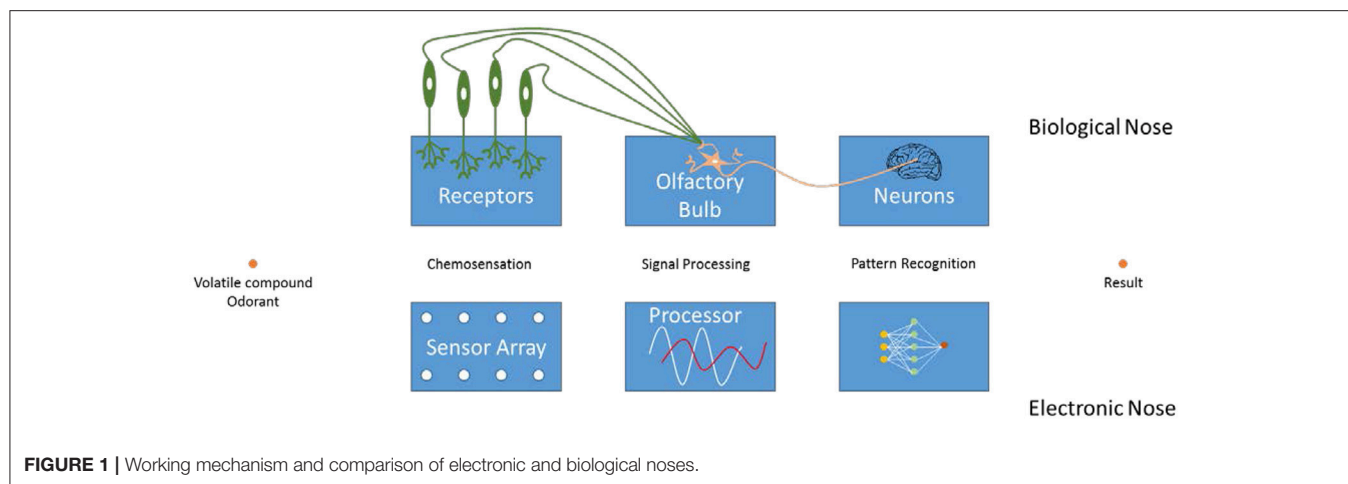 Biological Nose
Receptors
Olfactory
Bulb
Neurons
Volatile compound
Odorant
Chemosensation
Signal Processing
Pattern Recognition
Result
Sensor Array
Processor
Electronic Nose
FIGURE 1 | Working mechanism and comparison of electronic and biological noses.